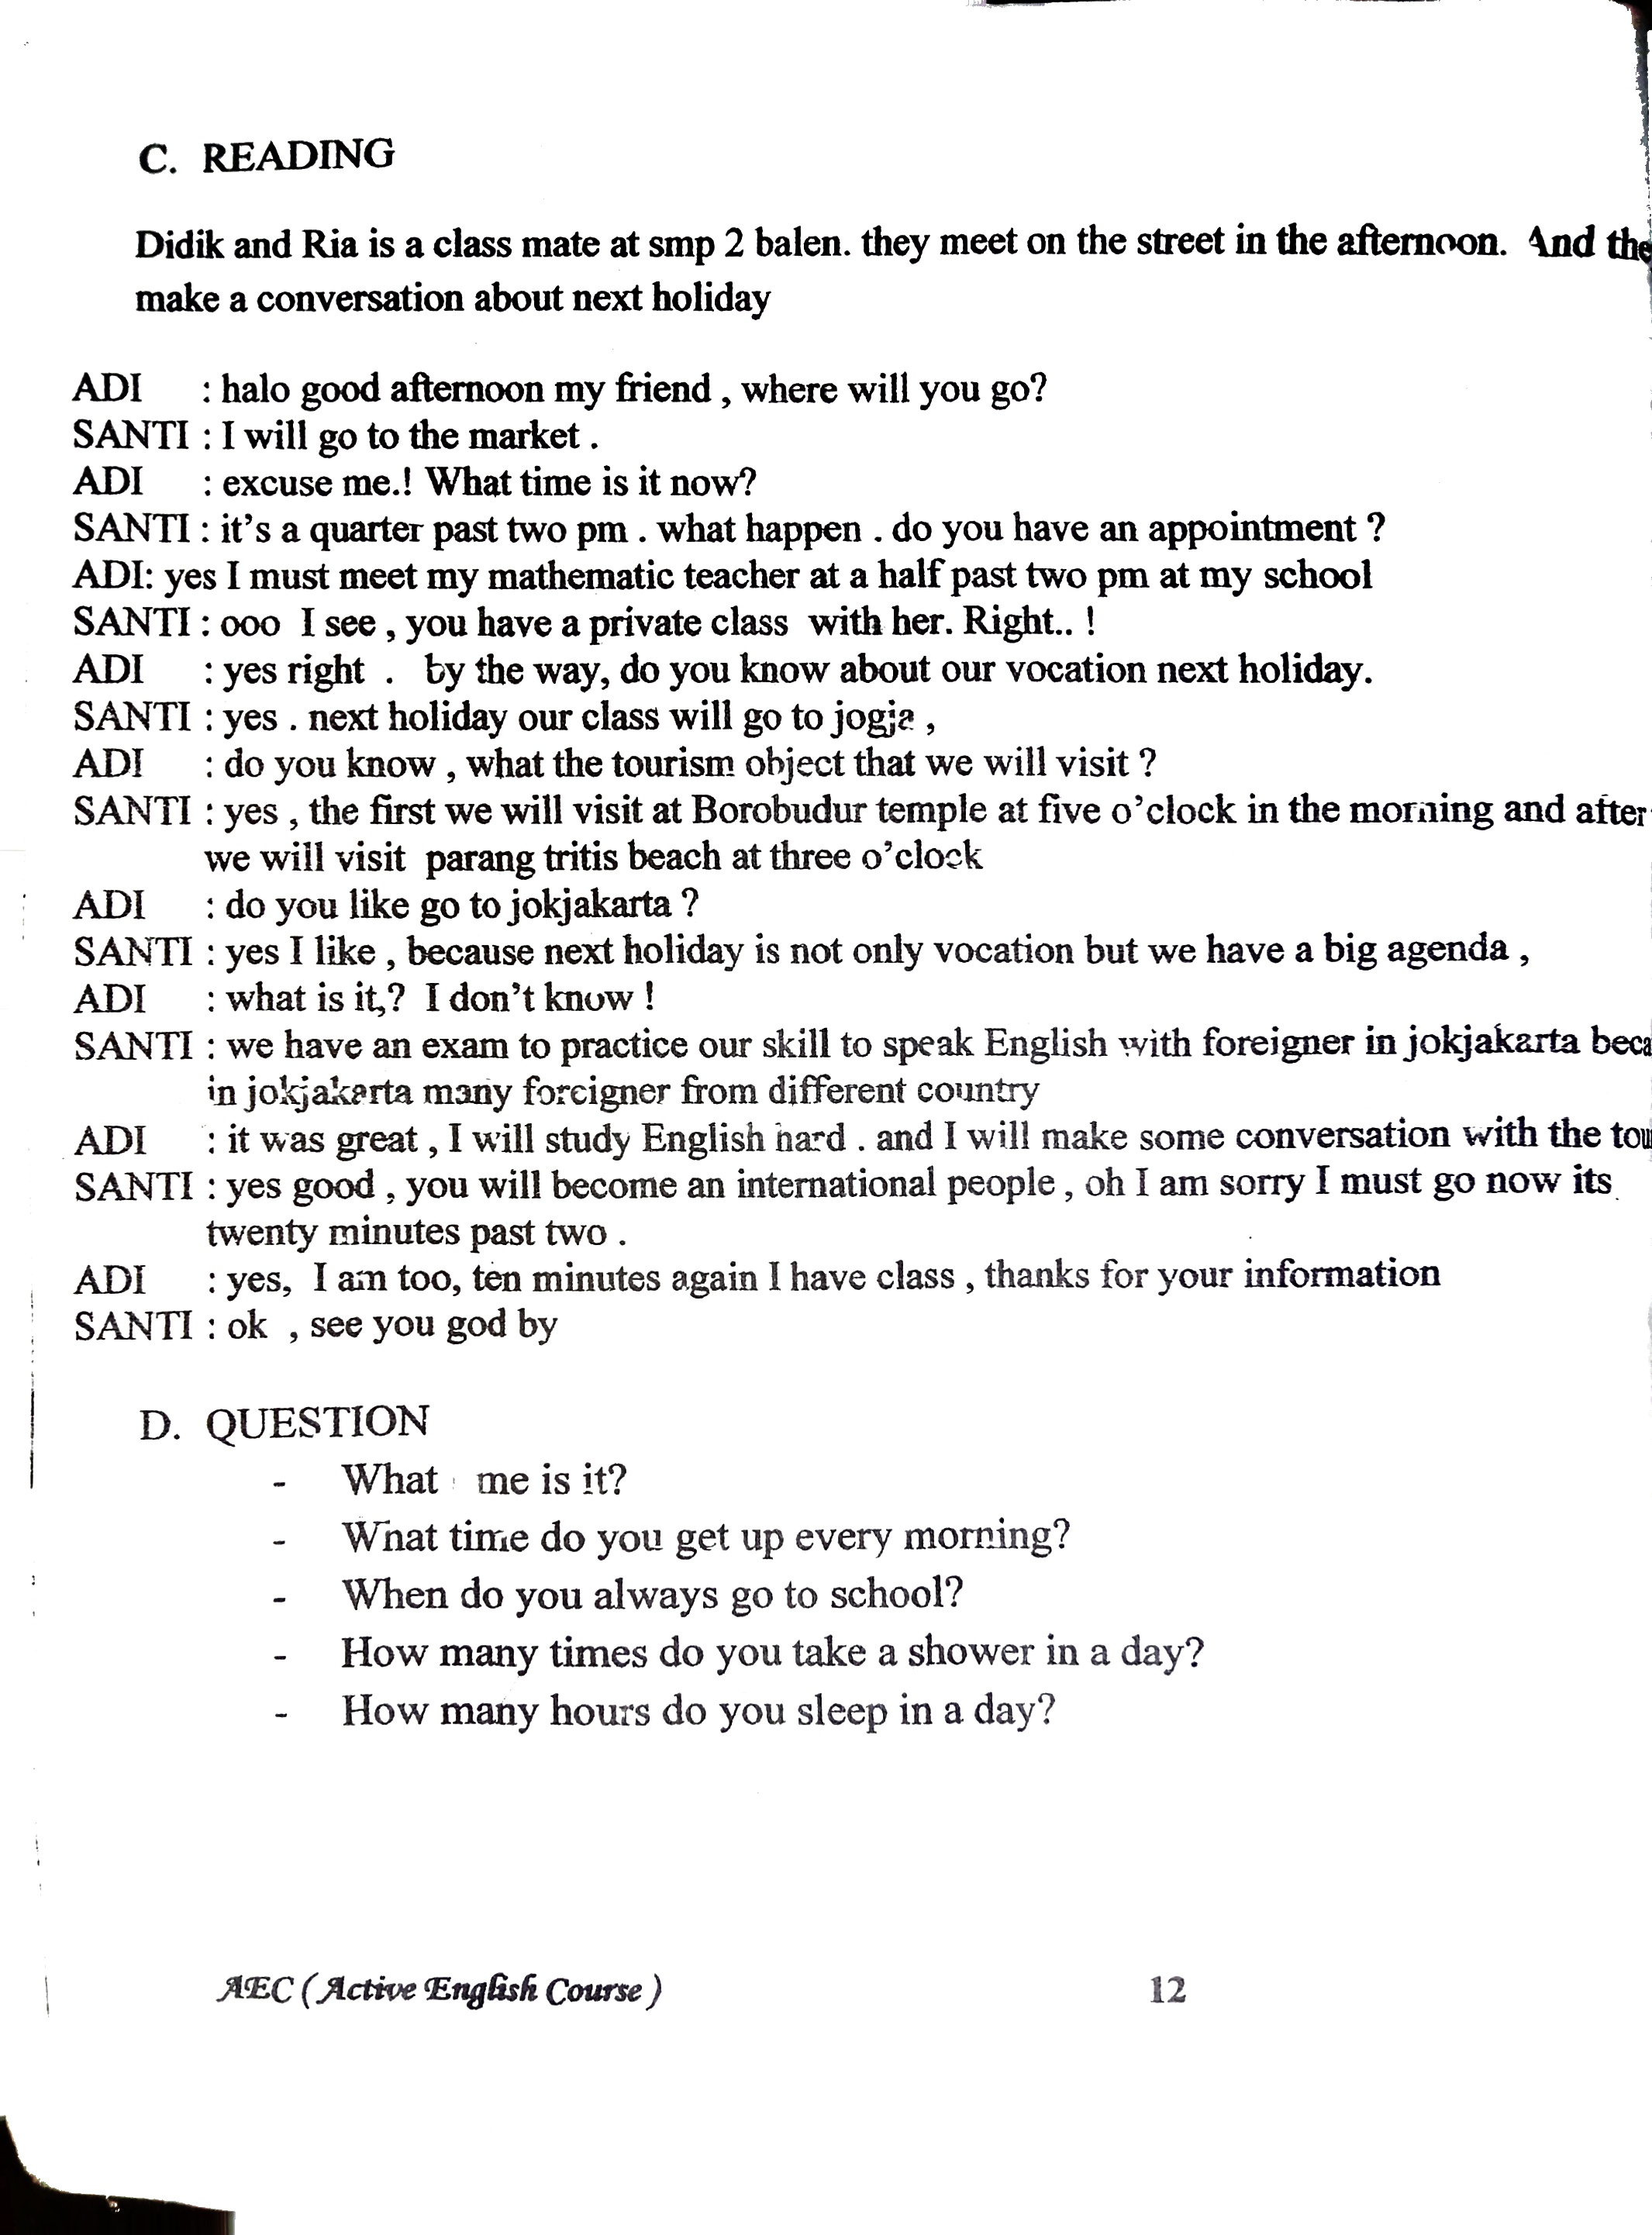 C. READING
Didik and Ria is a class mate at smp 2 balen. they meet on the street in the afternoon. And the
make a conversation about next holiday
ADI : halo good afternoon my friend , where will you go?
SANTI : I will go to the market .
ADI : excuse me.! What time is it now?
SANTI : it's a quarter past two pm . what happen . do you have an appointment ?
ADI: yes I must meet my mathematic teacher at a half past two pm at my school
SANTI : ooo I see , you have a private class with her. Right.. !
ADI : yes right . by the way, do you know about our vocation next holiday.
SANTI : yes . next holiday our class will go to jogja ,
ADI : do you know , what the tourism object that we will visit ?
SANTI : yes , the first we will visit at Borobudur temple at five o'clock in the morning and after
we will visit parang tritis beach at three o'clock
ADI : do you like go to jokjakarta ?
SANTI : yes I like , because next holiday is not only vocation but we have a big agenda ,
ADI : what is it,? I don't know !
SANTI : we have an exam to practice our skill to speak English with foreigner in jokjakarta
in jokjakarta many foreigner from different country
ADI : it was great , I will study English hard . and I will make some conversation with the
SANTI : yes good , you will become an international people , oh I am sorry I must go now its
twenty minutes past two .
ADI : yes, I am too, ten minutes again I have class , thanks for your information
SANTI : ok , see you god by
D. QUESTION
- What me is it?
- What time do you get up every morning?
- When do you always go to school?
- How many times do you take a shower in a day?
- How many hours do you sleep in a day?
AEC ( Active English Course ) 12